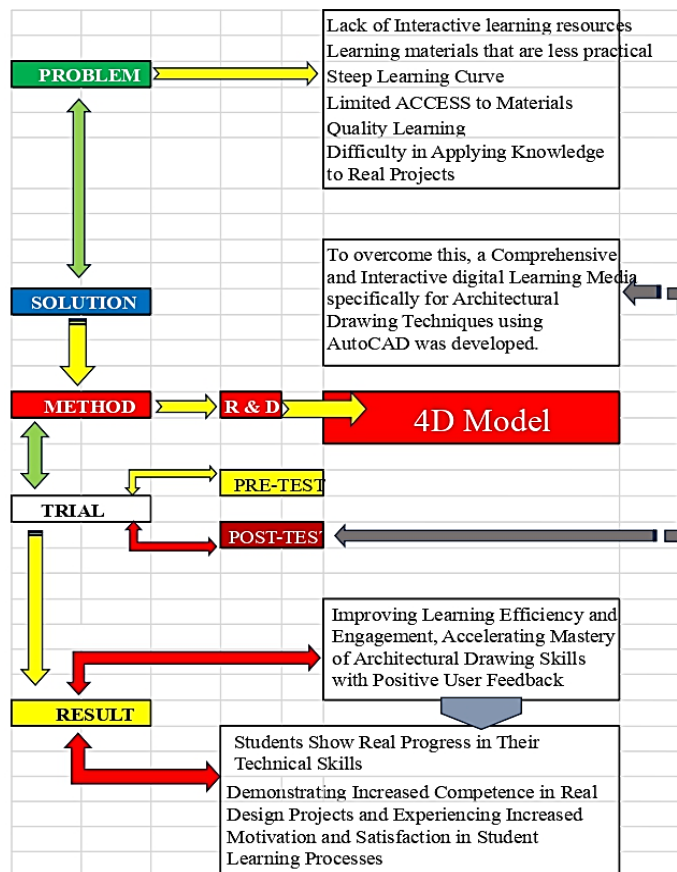 Lack of Interactive learning resources
Learning materials that are less practical
PROBLEM
Steep Learning Curve
Limited ACCESS to Materials
Quality Learning
Difficulty in Applying Knowledge
to Real Projects
To overcome this, a Comprehensive
and Interactive digital Learning Media
SOLUTION
specifically for Architectural
Drawing Techniques using
AutoCAD was developed.
METHOD
R & D
4D Model
PRE-TEST
TRIAL
POST-TEST
Improving Learning Efficiency and
Engagement, Accelerating Mastery
of Architectural Drawing Skills
with Positive User Feedback
RESULT
Students Show Real Progress in Their
Technical Skills
Demonstrating Increased Competence in Real
Design Projects and Experiencing Increased
Motivation and Satisfaction in Student
Learning Processes